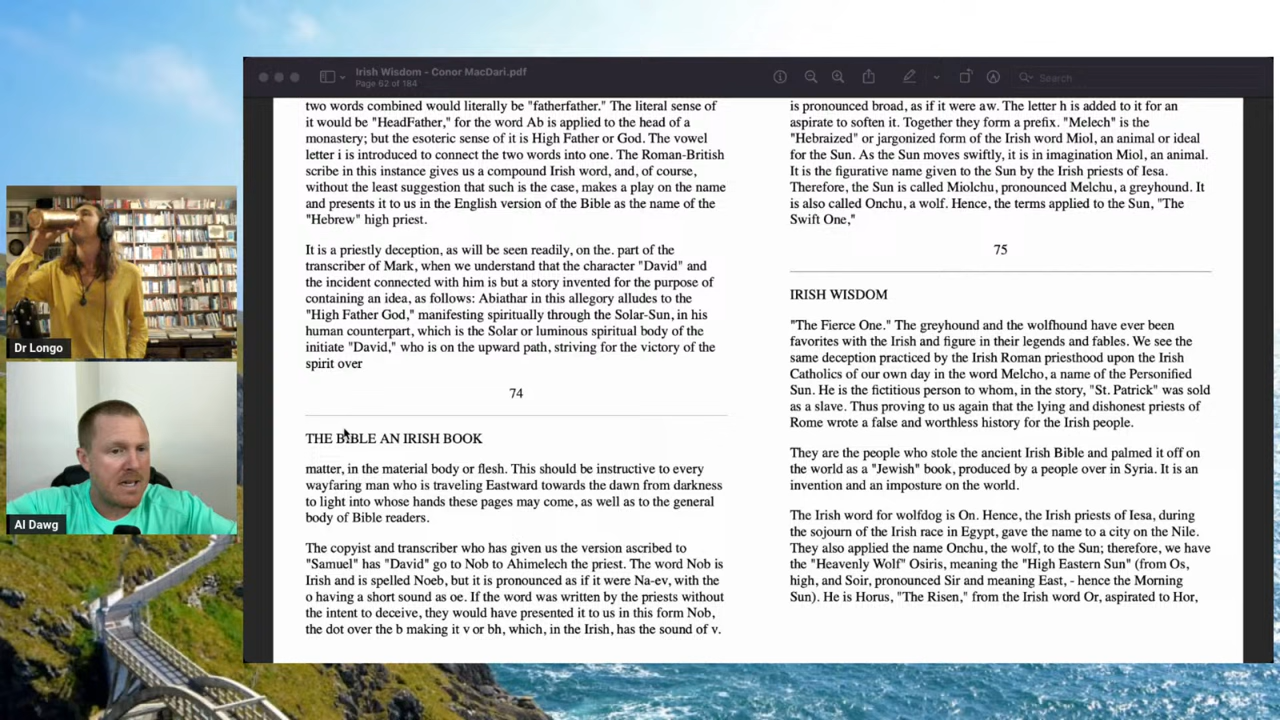 Irish Wisdom - Conor MacDari.pdf
Page 62 of 184
Search
two words combined would literally be "fatherfather." The literal sense of
it would be "HeadFather," for the word Ab is applied to the head of a
monastery; but the esoteric sense of it is High Father or God. The vowel
letter i is introduced to connect the two words into one. The Roman-British
scribe in this instance gives us a compound Irish word, and, of course,
without the least suggestion that such is the case, makes a play on the name
and presents it to us in the English version of the Bible as the name of the
"Hebrew" high priest.
It is a priestly deception, as will be seen readily, on the. part of the
transcriber of Mark, when we understand that the character "David" and
the incident connected with him is but a story invented for the purpose of
containing an idea, as follows: Abiathar in this allegory alludes to the
"High Father God," manifesting spiritually through the Solar-Sun, in his
human counterpart, which is the Solar or luminous spiritual body of the
initiate "David," who is on the upward path, striving for the victory of the
spirit over
74
THE BIBLE AN IRISH BOOK
matter, in the material body or flesh. This should be instructive to every
wayfaring man who is traveling Eastward towards the dawn from darkness
to light into whose hands these pages may come, as well as to the general
body of Bible readers.
The copyist and transcriber who has given us the version ascribed to
"Samuel" has "David" go to Nob to Ahimelech the priest. The word Nob is
Irish and is spelled Noeb, but it is pronounced as if it were Na-ev, with the
o having a short sound as oe. If the word was written by the priests without
the intent to deceive, they would have presented it to us in this form Nob,
the dot over the b making it v or bh, which, in the Irish, has the sound of v.
is pronounced broad, as if it were aw. The letter h is added to it for an
aspirate to soften it. Together they form a prefix. "Melech" is the
"Hebraized" or jargonized form of the Irish word Miol, an animal or ideal
for the Sun. As the Sun moves swiftly, it is in imagination Miol, an animal.
It is the figurative name given to the Sun by the Irish priests of Iesa.
Therefore, the Sun is called Miolchu, pronounced Melchu, a greyhound. It
is also called Onchu, a wolf. Hence, the terms applied to the Sun, "The
Swift One,"
75
IRISH WISDOM
"The Fierce One." The greyhound and the wolfhound have ever been
favorites with the Irish and figure in their legends and fables. We see the
same deception practiced by the Irish Roman priesthood upon the Irish
Catholics of our own day in the word Melcho, a name of the Personified
Sun. He is the fictitious person to whom, in the story, "St. Patrick" was sold
as a slave. Thus proving to us again that the lying and dishonest priests of
Rome wrote a false and worthless history for the Irish people.
They are the people who stole the ancient Irish Bible and palmed it off on
the world as a "Jewish" book, produced by a people over in Syria. It is an
invention and an imposture on the world.
The Irish word for wolfdog is On. Hence, the Irish priests of Iesa, during
the sojourn of the Irish race in Egypt, gave the name to a city on the Nile.
They also applied the name Onchu, the wolf, to the Sun; therefore, we have
the "Heavenly Wolf" Osiris, meaning the "High Eastern Sun" (from Os,
high, and Soir, pronounced Sir and meaning East, - hence the Morning
Sun). He is Horus, "The Risen," from the Irish word Or, aspirated to Hor,
Dr Longo
Al Dawg